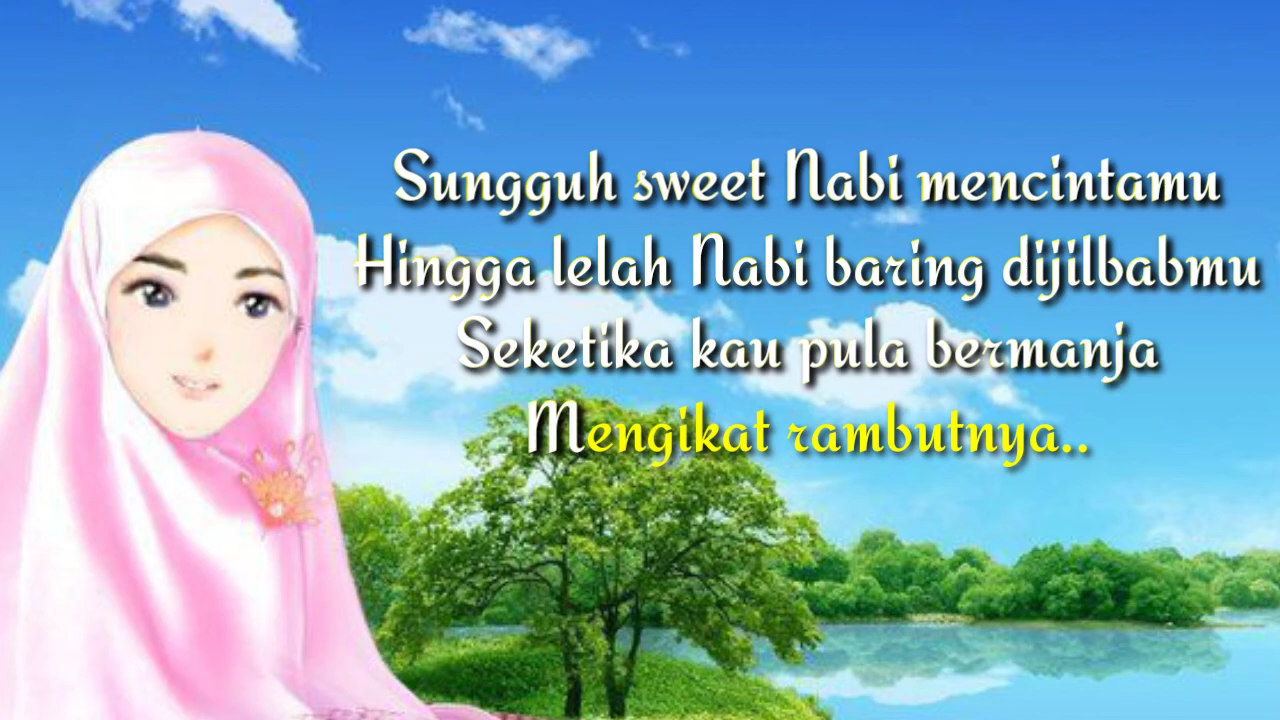 Sungguh sweet Nabi mencintamu
Hingga lelah Nabi baring dijilbabmu
Seketika kau pula bermanja
Mengikat rambutnya..